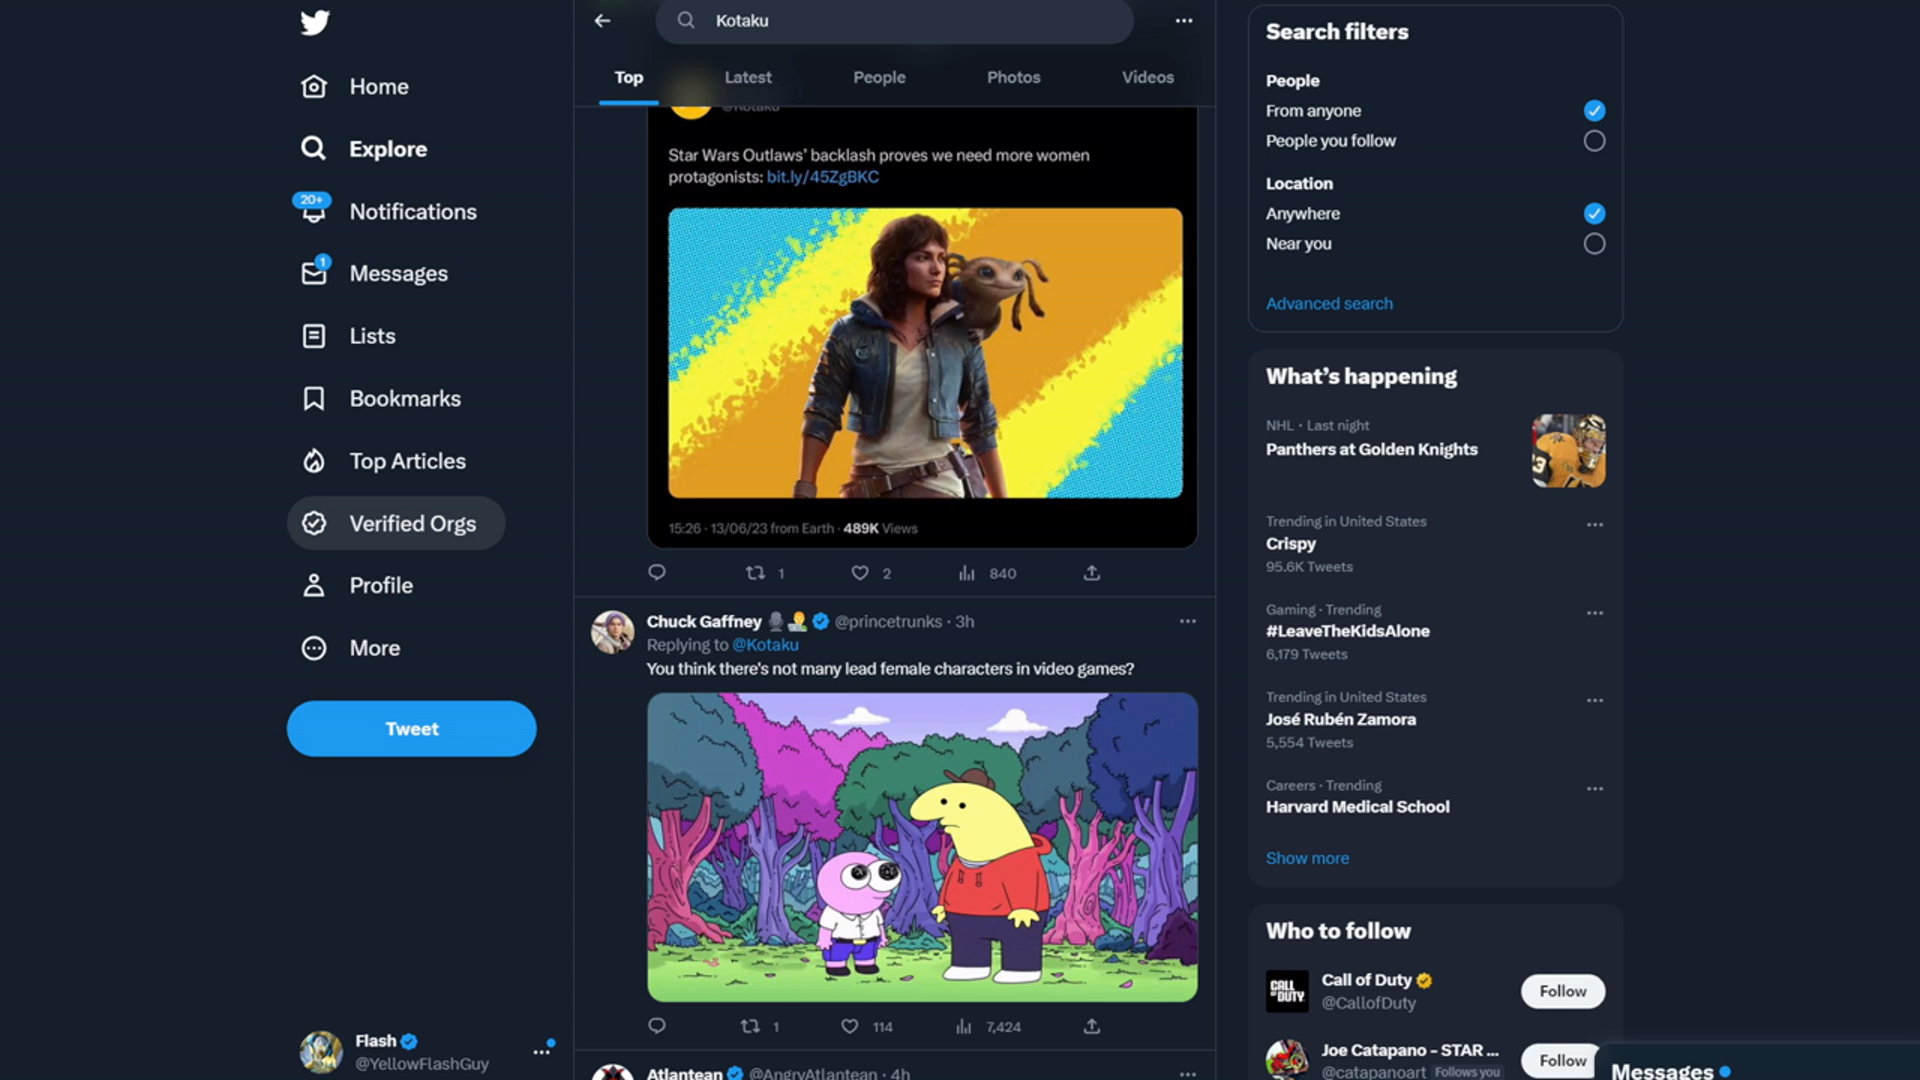 Home
Explore
20+
Notifications
1
Messages
Lists
Bookmarks
Top Articles
Verified Orgs
Profile
More
Tweet
Flash
@YellowFlashGuy
Kotaku
Top Latest People Photos Videos
@Kotaku
Star Wars Outlaws’ backlash proves we need more women
protagonists: bit.ly/45ZgBKC
15:26 · 13/06/23 from Earth · 489K Views
1 2 840
Chuck Gaffney @princetrunks · 3h
Replying to @Kotaku
You think there's not many lead female characters in video games?
1 114 7,424
Atlantean @AngryAtlantean · 4h
Search filters
People
From anyone
People you follow
Location
Anywhere
Near you
Advanced search
What’s happening
NHL · Last night
Panthers at Golden Knights
Trending in United States
Crispy
95.6K Tweets
Gaming · Trending
#LeaveTheKidsAlone
6,179 Tweets
Trending in United States
José Rubén Zamora
5,554 Tweets
Careers · Trending
Harvard Medical School
Show more
Who to follow
CALL OF DUTY
Call of Duty
@CallofDuty
Follow
Joe Catapano - STAR ...
@catapanoart Follows you
Follow
Messages